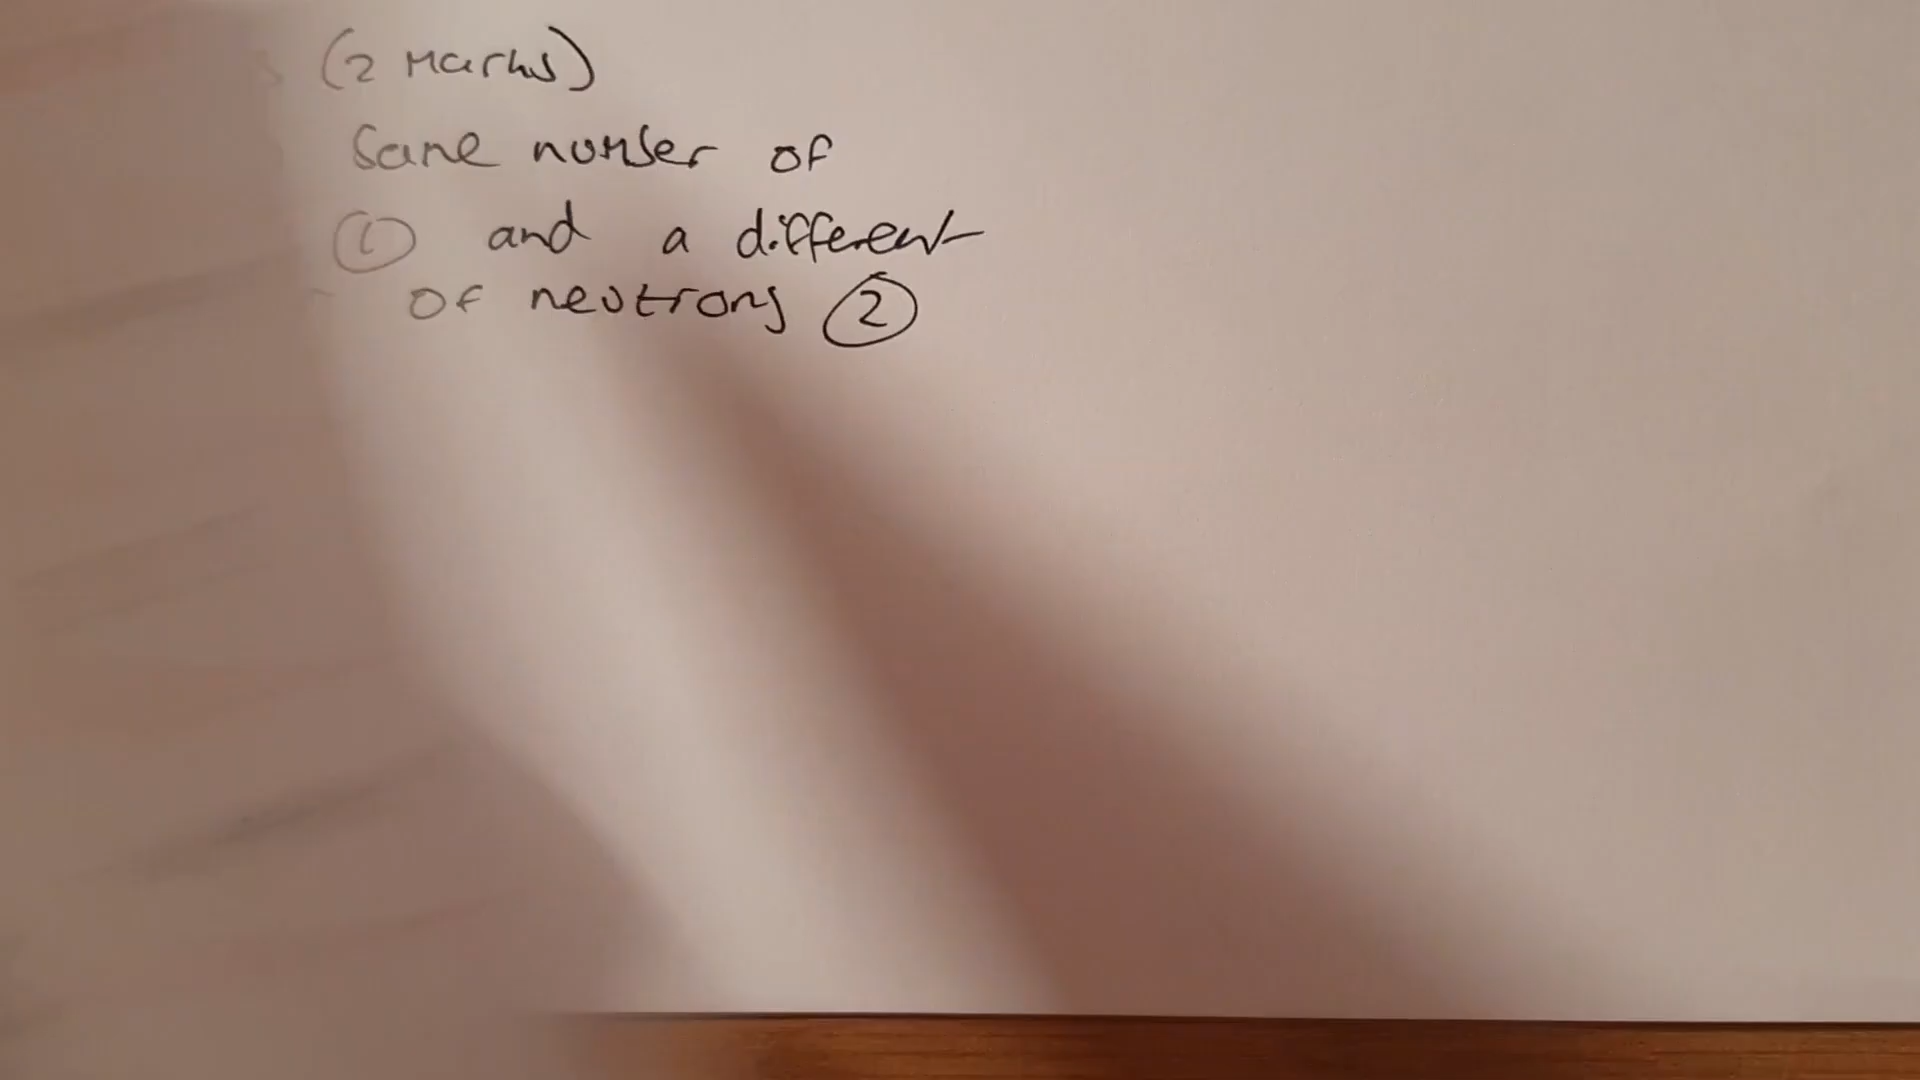 (2 Marks)
Same number of
① and a different
of neutrons ②